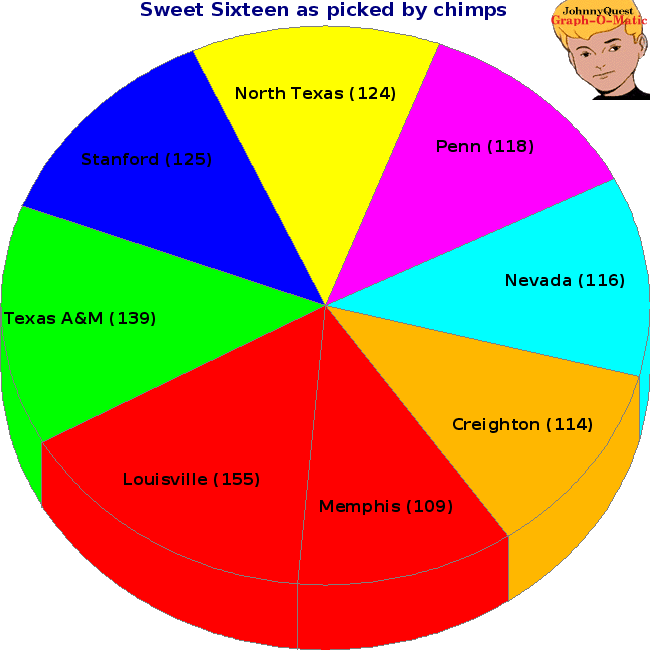 Sweet Sixteen as picked by chimps
JohnnyQuest
Graph-O-Matic
North Texas (124)
Penn (118)
Stanford (125)
Nevada (116)
Texas A&M (139)
Creighton (114)
Louisville (155)
Memphis (109)